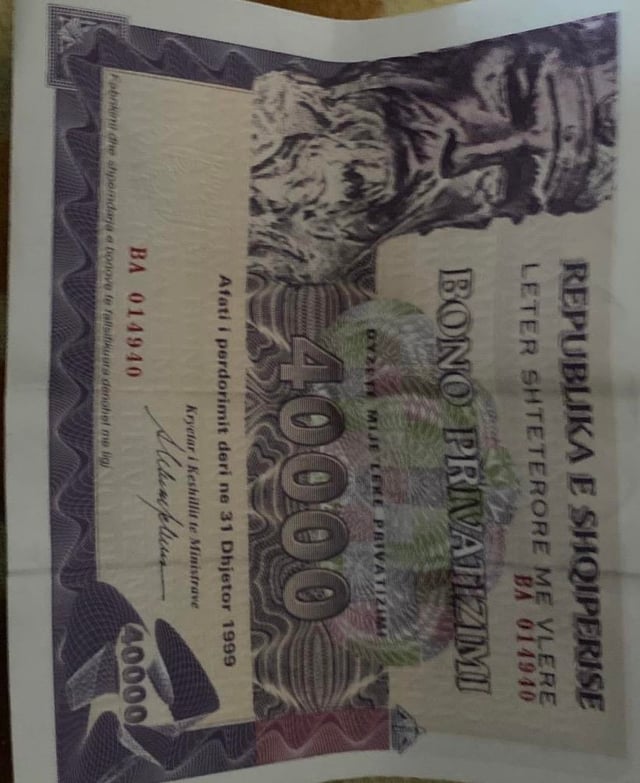 REPUBLIKA E SHQIPERISE
LETER SHTETERORE ME VLERE
BA 014940
BONO PRIVATIZIMI
DYZETE MIJE LEKE PRIVATIZIMI
40000
Afati i perdorimit deri ne 31 Dhjetor 1999
Kryetar i Keshillit te Ministrave
BA 014940
40000
Fabrikimi dhe shperndarja e bonove te falsifikuara denohet me ligj